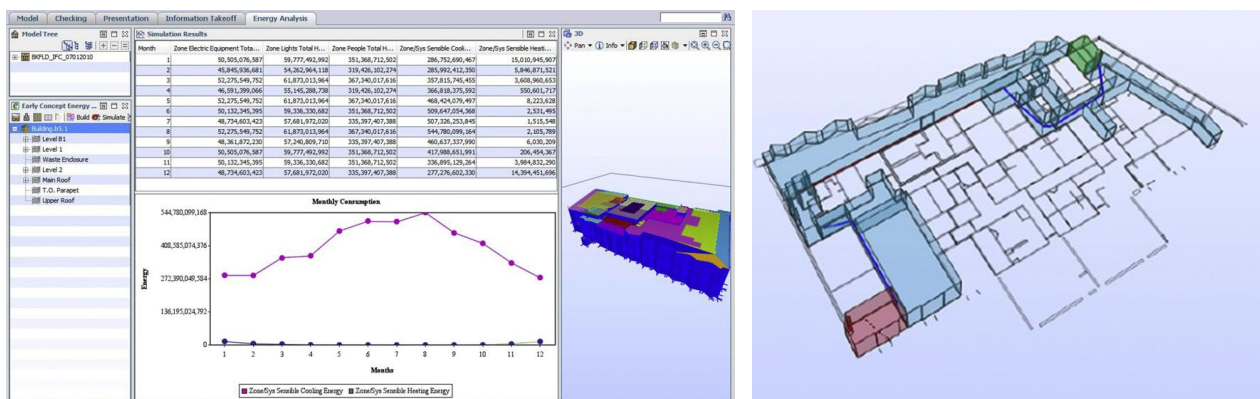 Model Checking Presentation Information Takeoff Energy Analysis
Model Tree
BKFLD_IFC_07012010
Early Concept Energy ...
Build Simulate
Building.b5.1
Level B1
Level 1
Waste Enclosure
Level 2
Main Roof
T.O. Parapet
Upper Roof
Simulation Results
Month Zone Electric Equipment Tota... Zone Lights Total H... Zone People Total H... Zone/Sys Sensible Cooli... Zone/Sys Sensible Heati...
1 50,505,076,587 59,777,492,992 351,368,712,502 286,752,690,467 15,010,945,907
2 45,845,936,681 54,262,964,118 319,426,102,274 285,992,412,350 5,846,871,521
3 52,275,549,752 61,873,013,964 367,340,017,616 357,815,745,455 3,608,960,653
4 46,591,399,066 55,145,288,738 319,426,102,274 366,818,375,592 550,601,717
5 52,275,549,752 61,873,013,964 367,340,017,616 468,424,079,497 8,223,628
6 50,132,345,395 59,336,330,682 351,368,712,502 509,647,054,368 2,531,495
7 48,734,603,423 57,681,972,020 335,397,407,388 507,326,253,845 1,515,548
8 52,275,549,752 61,873,013,964 367,340,017,616 544,780,099,164 2,105,789
9 48,361,872,230 57,240,809,710 335,397,407,388 460,637,337,990 6,030,209
10 50,505,076,587 59,777,492,992 351,368,712,502 417,988,651,991 206,454,367
11 50,132,345,395 59,336,330,682 351,368,712,502 336,895,129,264 3,984,832,290
12 48,734,603,423 57,681,972,020 335,397,407,388 277,276,602,330 14,394,451,696
Monthly Consumption
544,780,099,168
408,585,074,376
272,390,049,584
136,195,024,792
0
Energy
1 2 3 4 5 6 7 8 9 10 11 12
Months
Zone/Sys Sensible Cooling Energy Zone/Sys Sensible Heating Energy
3D
Pan Info